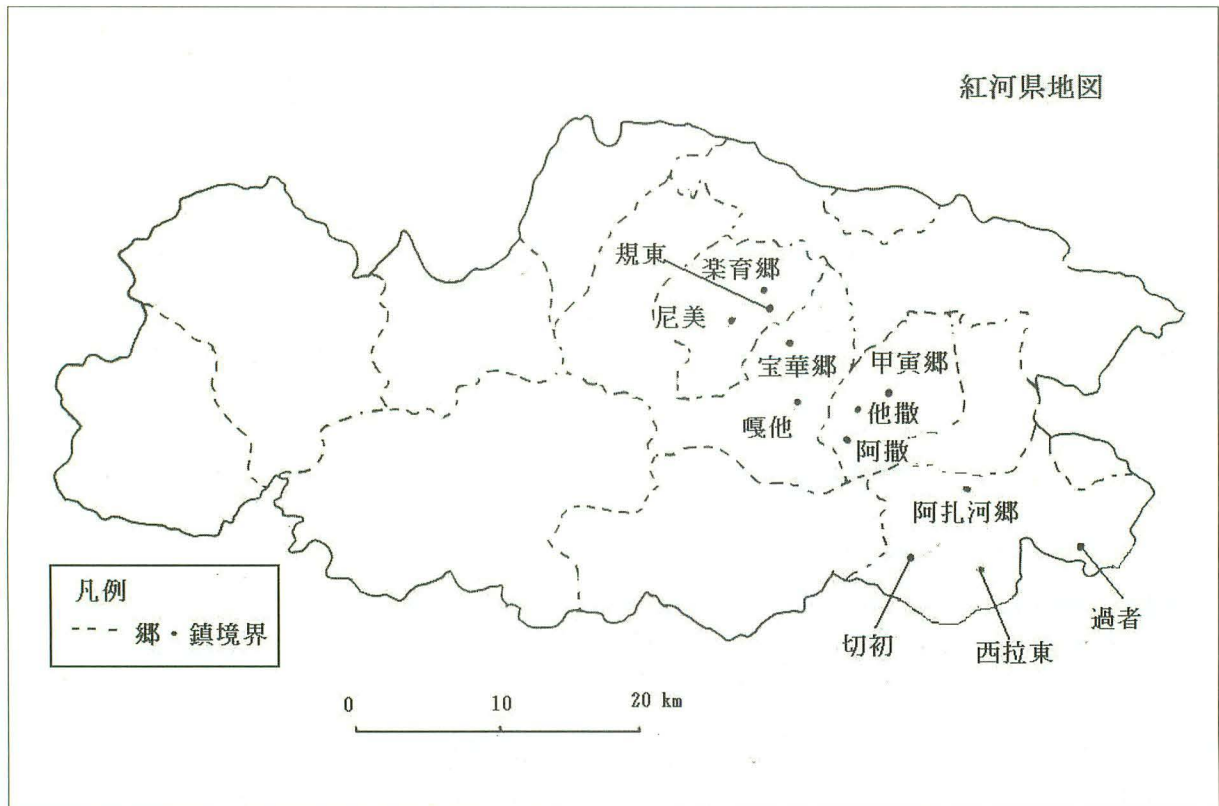 紅河県地図
規東
楽育郷
尼美
宝華郷
甲寅郷
嘎他
他撒
阿撒
阿扎河郷
過者
切初
西拉東
凡例
--- 郷・鎮境界
0 10 20 km